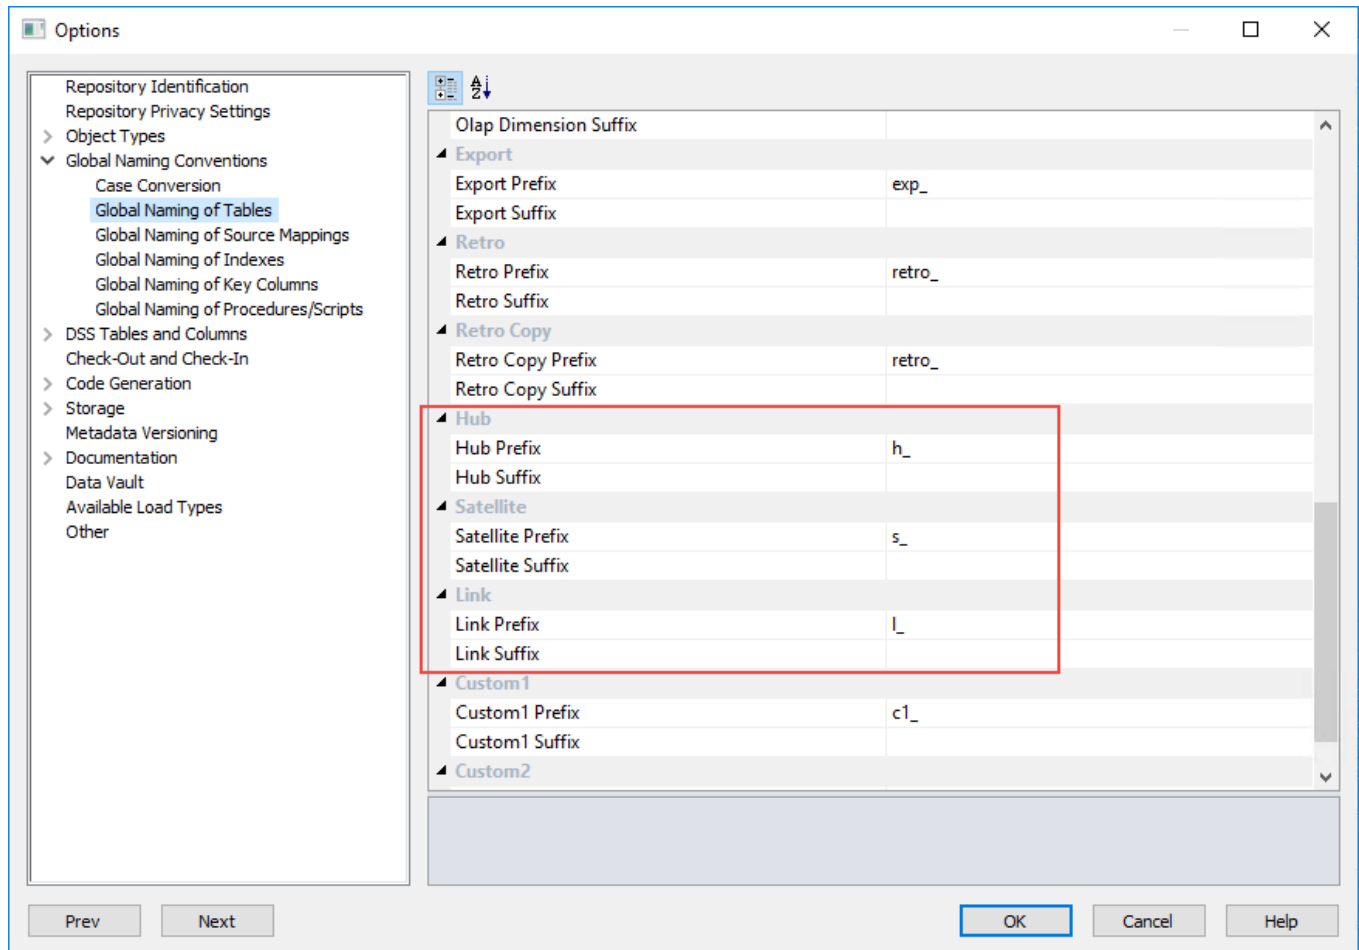 Options
Repository Identification
Repository Privacy Settings
Object Types
Global Naming Conventions
Case Conversion
Global Naming of Tables
Global Naming of Source Mappings
Global Naming of Indexes
Global Naming of Key Columns
Global Naming of Procedures/Scripts
DSS Tables and Columns
Check-Out and Check-In
Code Generation
Storage
Metadata Versioning
Documentation
Data Vault
Available Load Types
Other
Olap Dimension Suffix
Export
Export Prefix exp_
Export Suffix
Retro
Retro Prefix retro_
Retro Suffix
Retro Copy
Retro Copy Prefix retro_
Retro Copy Suffix
Hub
Hub Prefix h_
Hub Suffix
Satellite
Satellite Prefix s_
Satellite Suffix
Link
Link Prefix l_
Link Suffix
Custom1
Custom1 Prefix c1_
Custom1 Suffix
Custom2
Prev Next OK Cancel Help